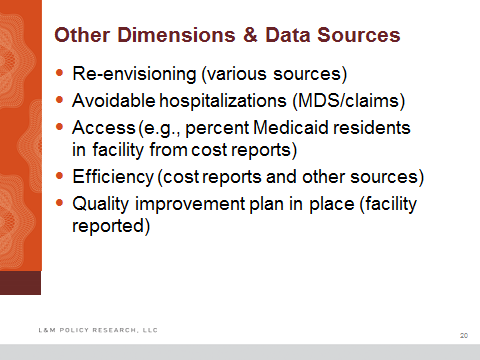 Other Dimensions & Data Sources
• Re-envisioning (various sources)
• Avoidable hospitalizations (MDS/claims)
• Access (e.g., percent Medicaid residents
in facility from cost reports)
• Efficiency (cost reports and other sources)
• Quality improvement plan in place (facility
reported)
L&M POLICY RESEARCH, LLC
20